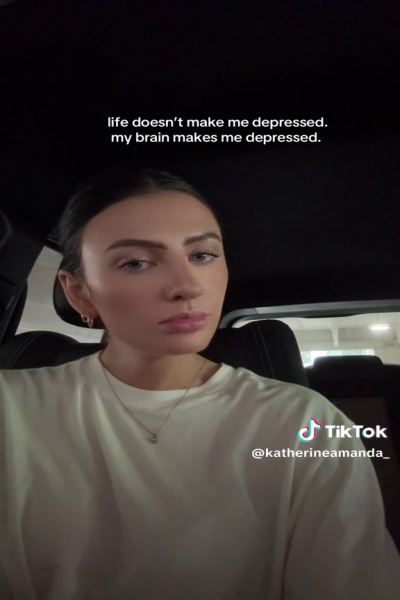 life doesn't make me depressed.
my brain makes me depressed.
TikTok
@katherineamanda_